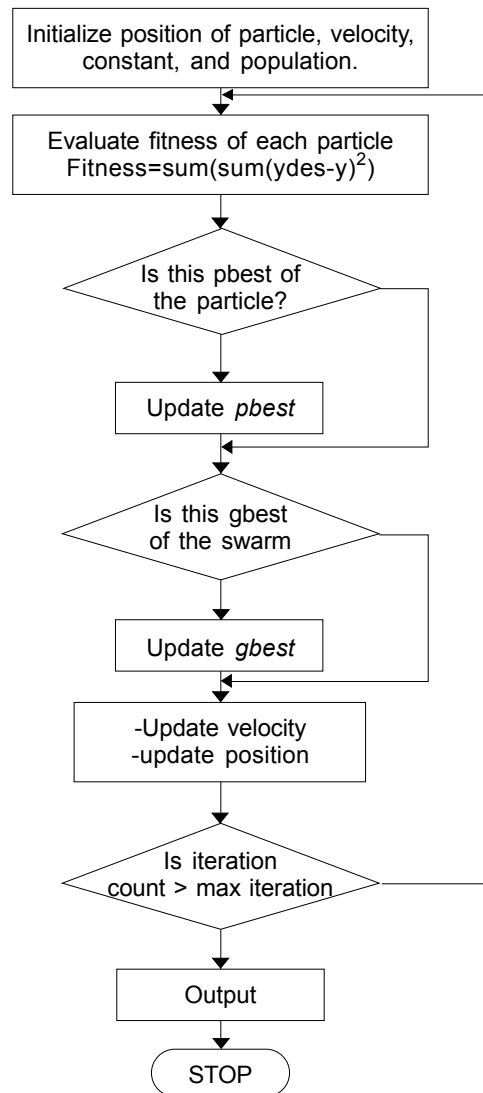 Initialize position of particle, velocity,
constant, and population.
Evaluate fitness of each particle
Fitness=sum(sum(ydes-y)²)
Is this pbest of
the particle?
Update pbest
Is this gbest
of the swarm
Update gbest
-Update velocity
-update position
Is iteration
count > max iteration
Output
STOP